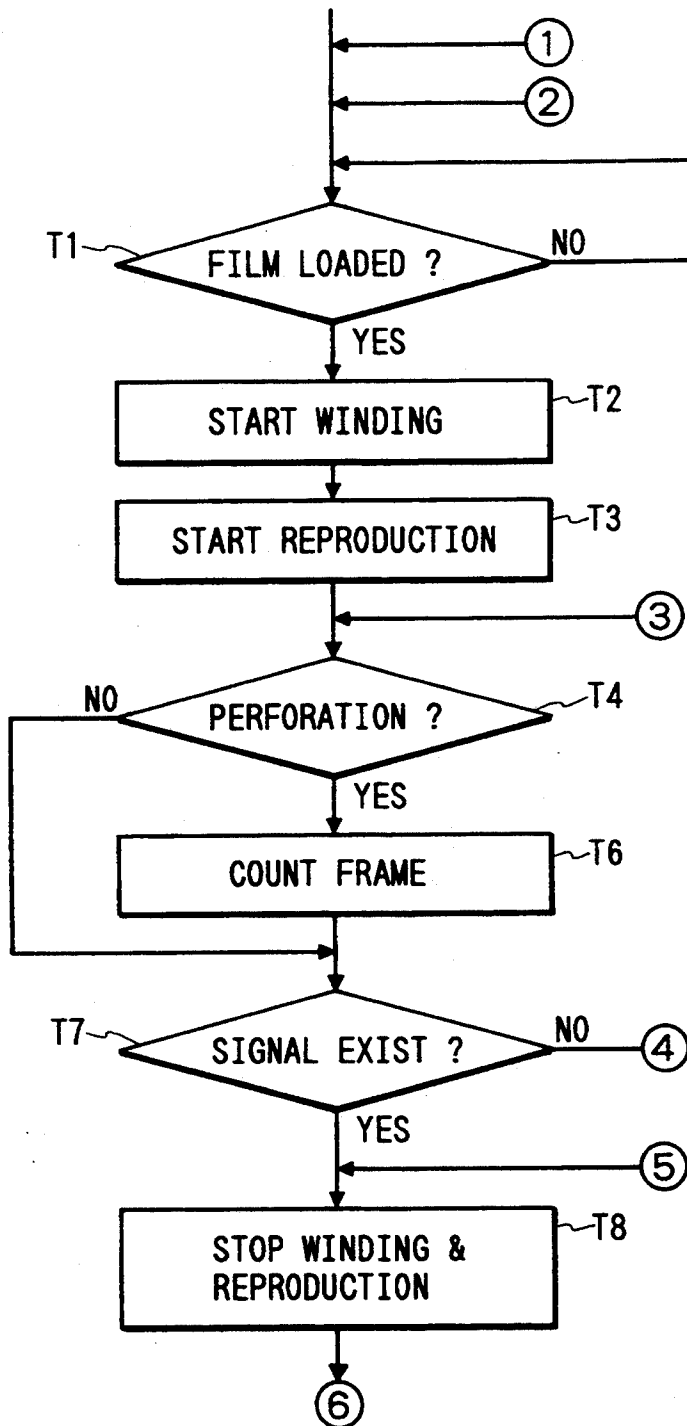 ①
②
T1
FILM LOADED ?
NO
YES
START WINDING
T2
START REPRODUCTION
T3
③
NO
PERFORATION ?
T4
YES
COUNT FRAME
T6
T7
SIGNAL EXIST ?
NO
④
YES
⑤
STOP WINDING &
REPRODUCTION
T8
⑥